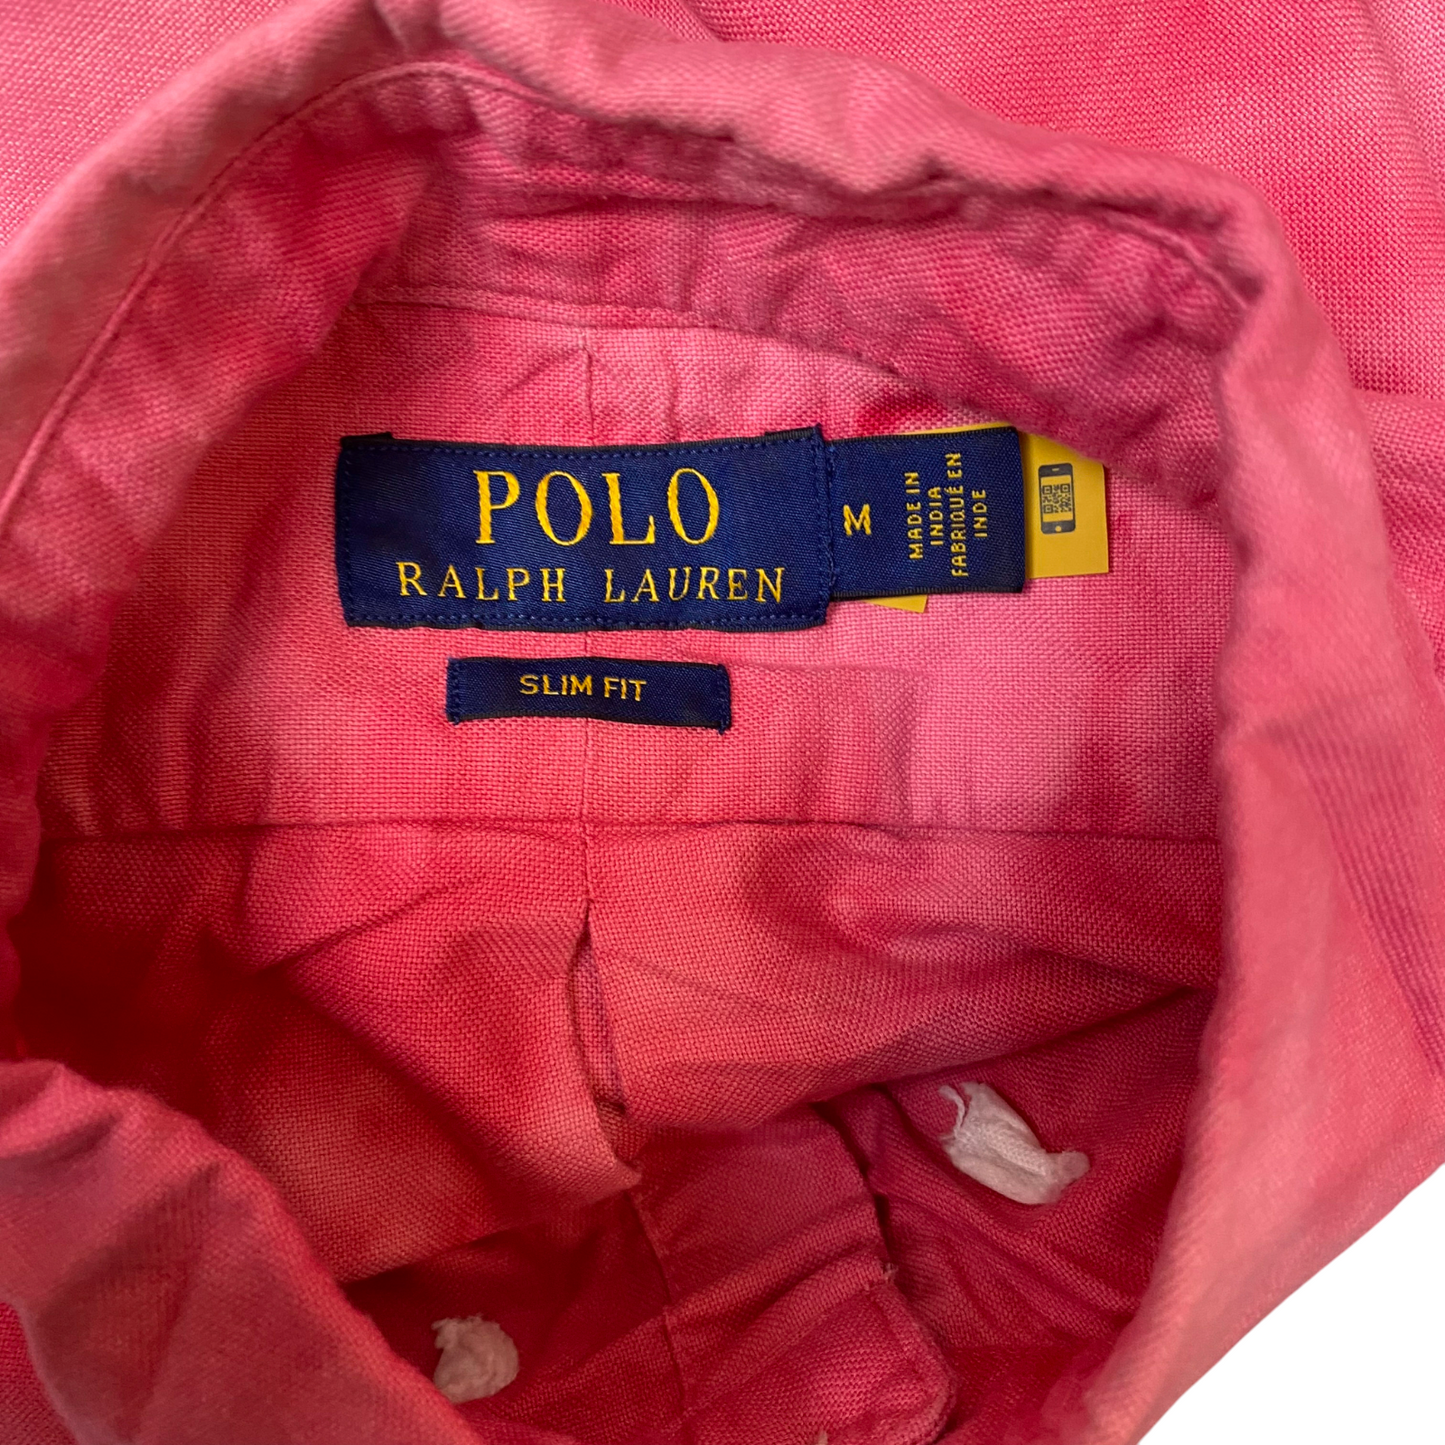 POLO
RALPH LAUREN
M
MADE IN
INDIA
FABRIQUÉ EN
INDE
SLIM FIT